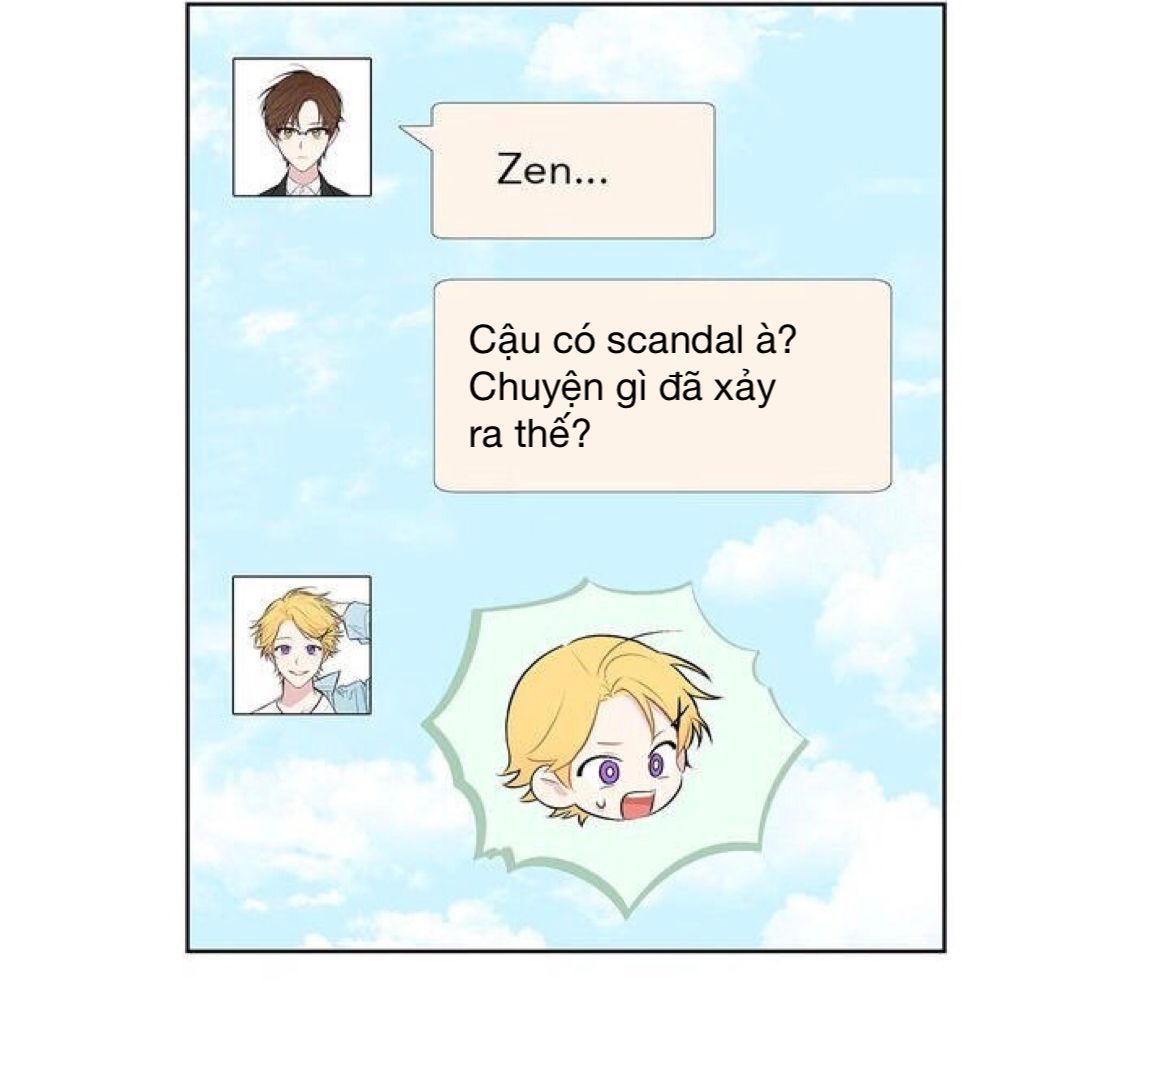 Zen...
Cậu có scandal à?
Chuyện gì đã xảy
ra thế?